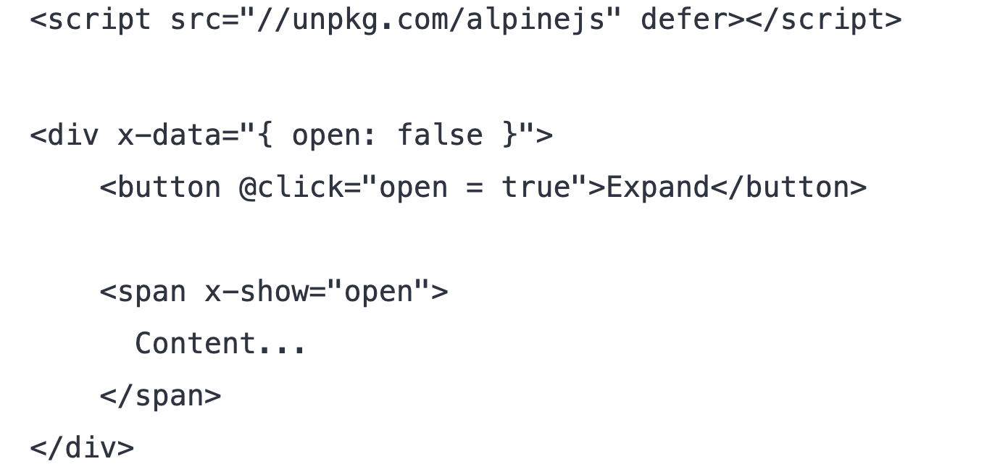 <script src="//unpkg.com/alpinejs" defer></script>
<div x-data="{ open: false }">
    <button @click="open = true">Expand</button>
    <span x-show="open">
      Content...
    </span>
</div>